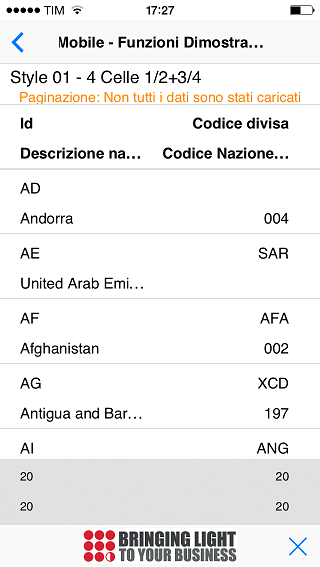 TIM 17:27
Mobile - Funzioni Dimostra...
Style 01 - 4 Celle 1/2+3/4
Paginazione: Non tutti i dati sono stati caricati
Id Codice divisa
Descrizione na... Codice Nazione...
AD
Andorra 004
AE SAR
United Arab Emi...
AF AFA
Afghanistan 002
AG XCD
Antigua and Bar... 197
AI ANG
20 20
20 20
BRINGING LIGHT
TO YOUR BUSINESS